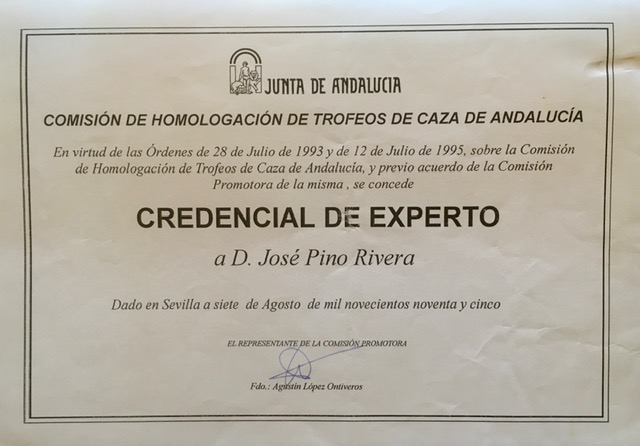 JUNTA DE ANDALUCIA
COMISIÓN DE HOMOLOGACIÓN DE TROFEOS DE CAZA DE ANDALUCÍA
En virtud de las Órdenes de 28 de Julio de 1993 y de 12 de Julio de 1995, sobre la Comisión
de Homologación de Trofeos de Caza de Andalucía, y previo acuerdo de la Comisión
Promotora de la misma , se concede
CREDENCIAL DE EXPERTO
a D. José Pino Rivera
Dado en Sevilla a siete de Agosto de mil novecientos noventa y cinco
EL REPRESENTANTE DE LA COMISIÓN PROMOTORA
Fdo.: Agustín López Ontiveros